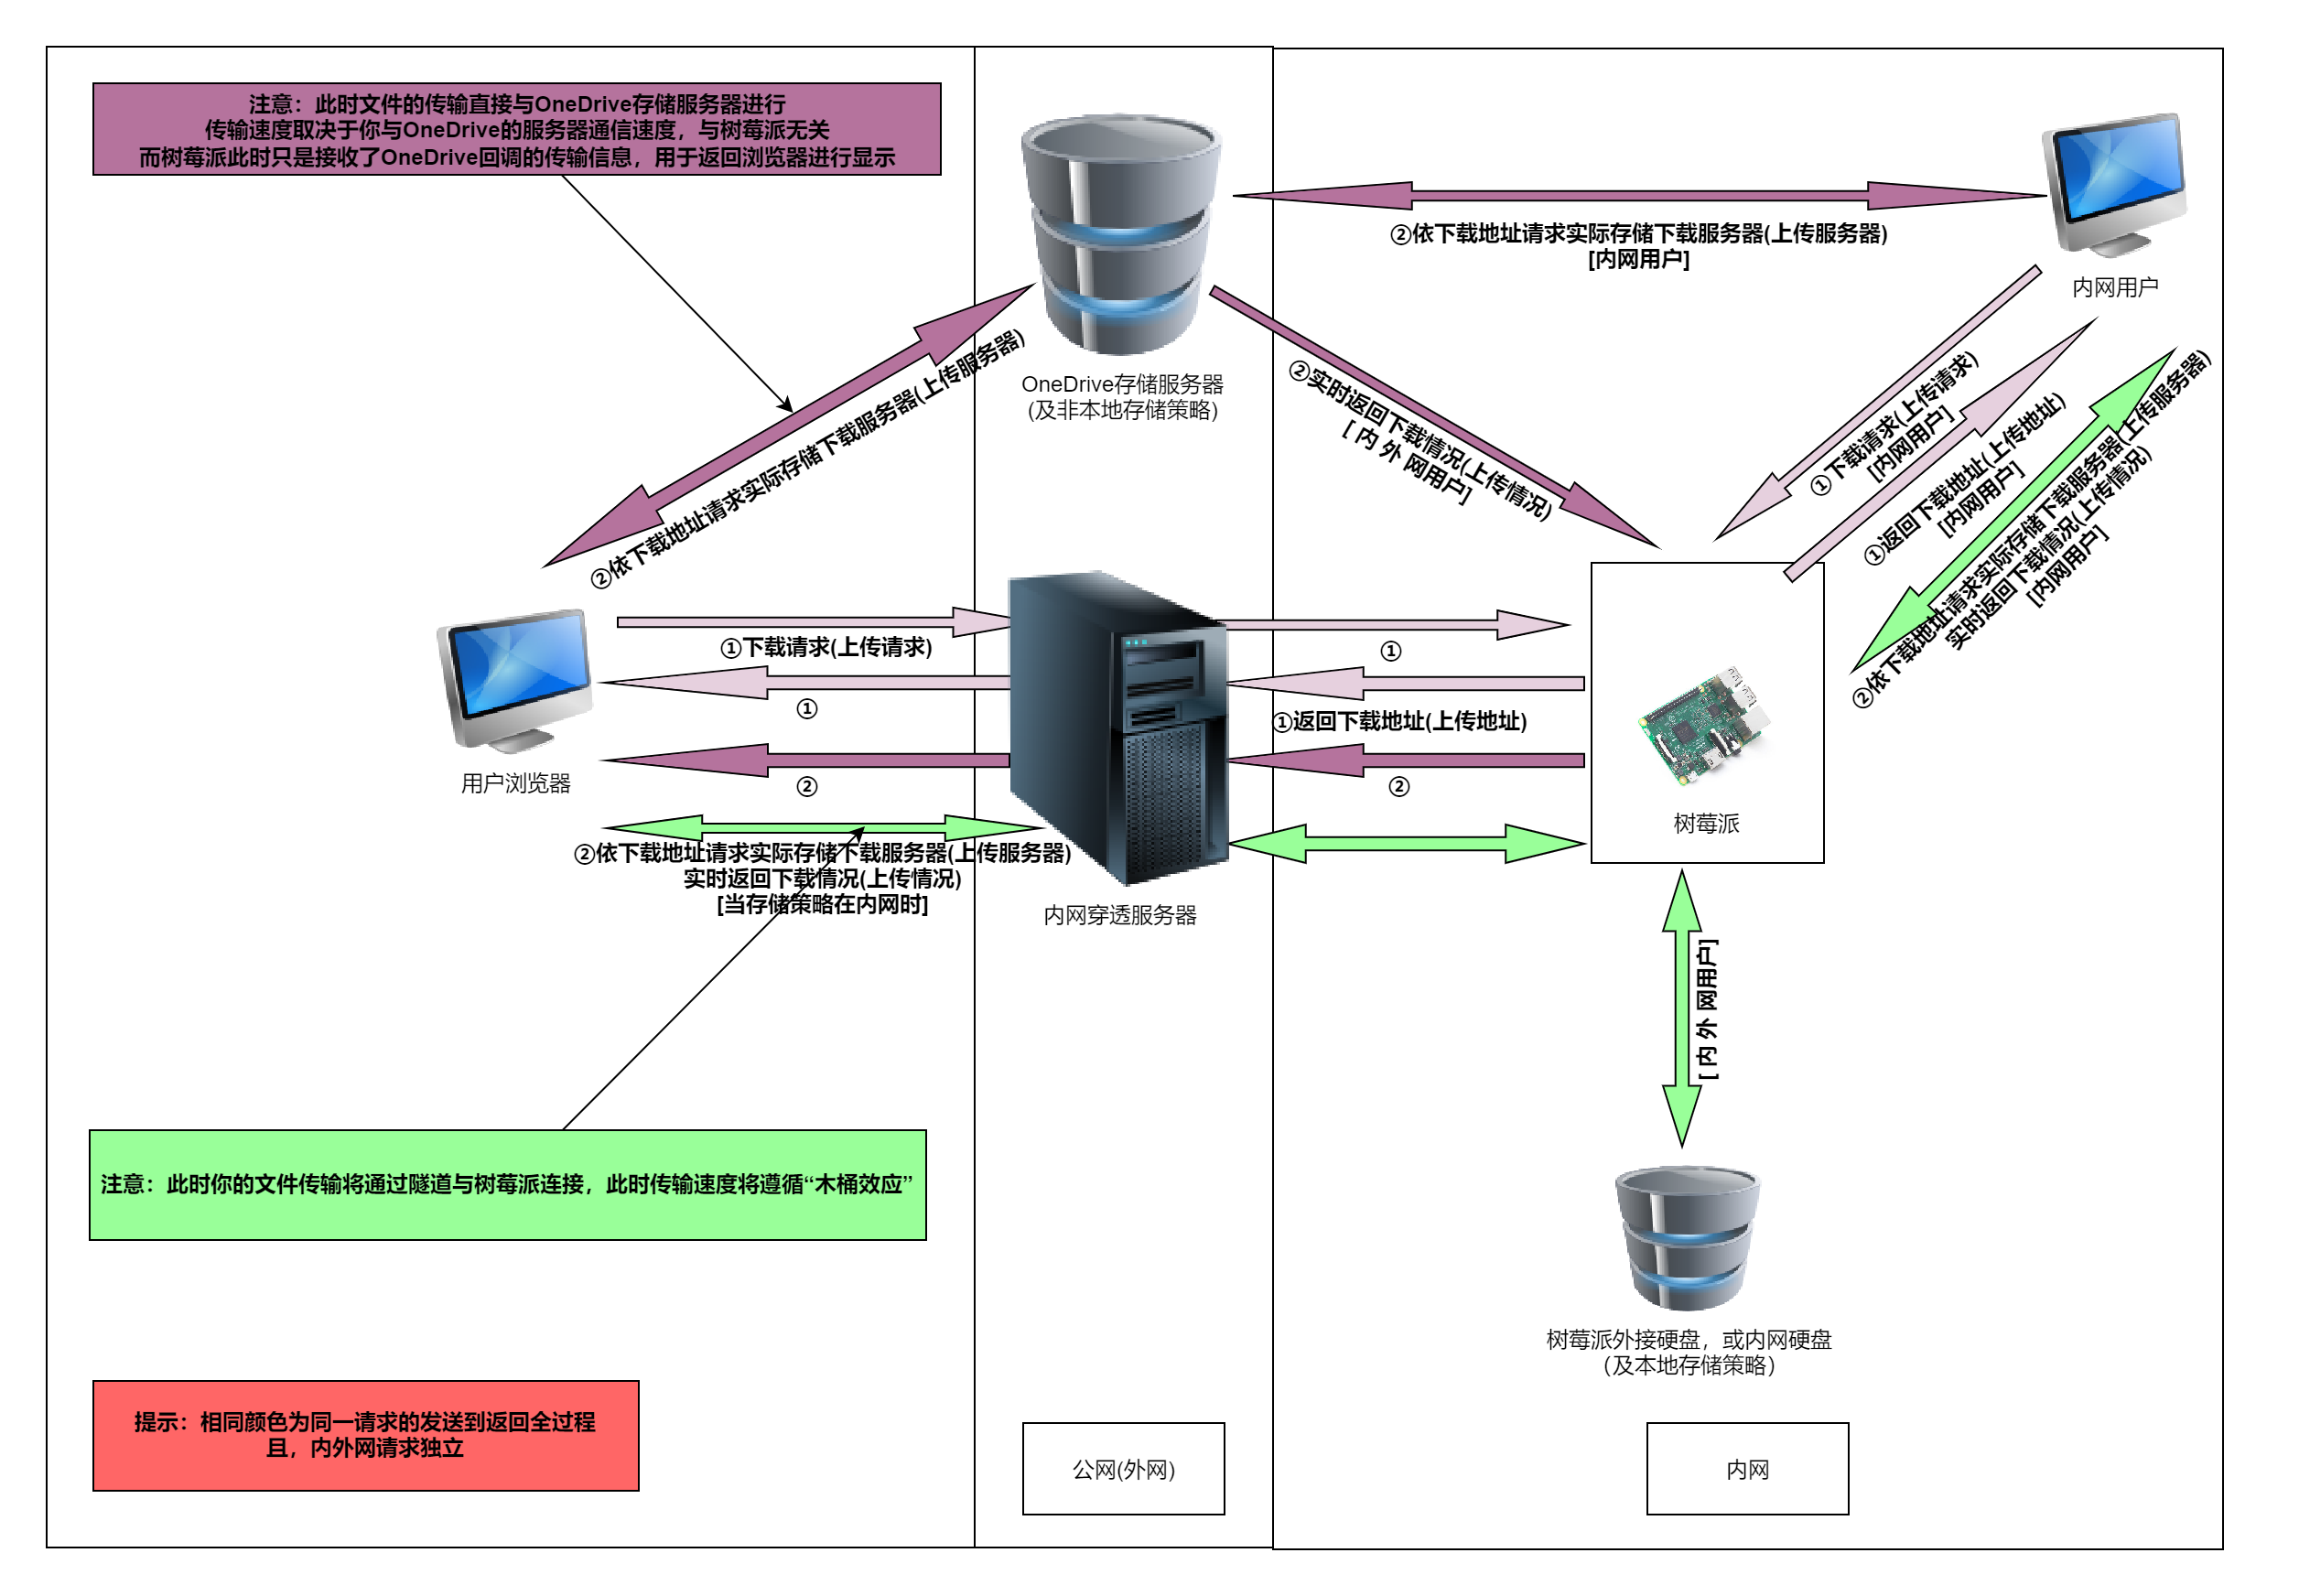 注意：此时文件的传输直接与OneDrive存储服务器进行
传输速度取决于你与OneDrive的服务器通信速度，与树莓派无关
而树莓派此时只是接收了OneDrive回调的传输信息，用于返回浏览器进行显示
②依下载地址请求实际存储下载服务器(上传服务器)
[内网用户]
内网用户
OneDrive存储服务器
(及非本地存储策略)
②依下载地址请求实际存储下载服务器(上传服务器)
②实时返回下载情况(上传情况)
[ 内 外 网用户]
①下载请求(上传请求)
[内网用户]
①返回下载地址(上传地址)
[内网用户]
②依下载地址请求实际存储下载服务器(上传服务器)
实时返回下载情况(上传情况)
[内网用户]
①下载请求(上传请求)
①
①
①返回下载地址(上传地址)
②
②
用户浏览器
树莓派
②依下载地址请求实际存储下载服务器(上传服务器)
实时返回下载情况(上传情况)
[当存储策略在内网时]
内网穿透服务器
[ 内 外 网用户]
注意：此时你的文件传输将通过隧道与树莓派连接，此时传输速度将遵循“木桶效应”
树莓派外接硬盘，或内网硬盘
（及本地存储策略）
提示：相同颜色为同一请求的发送到返回全过程
且，内外网请求独立
公网(外网)
内网